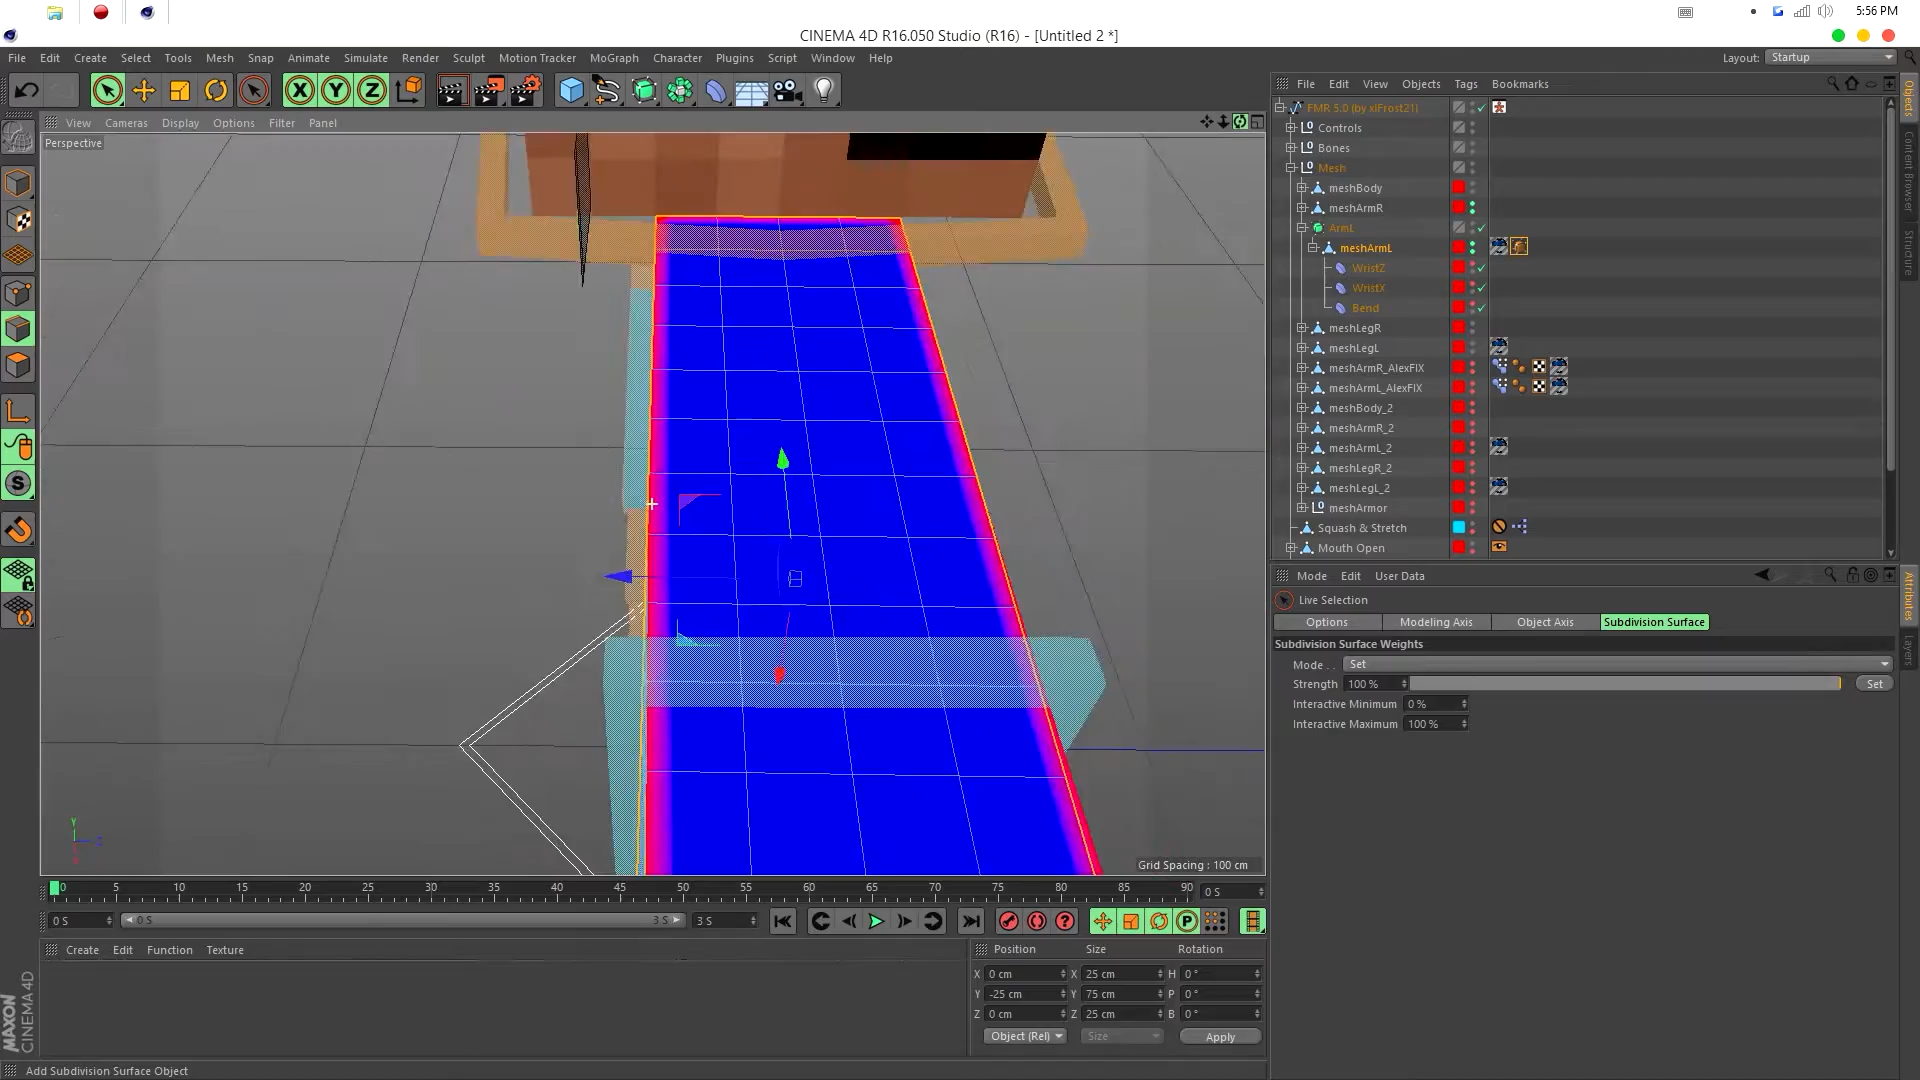 5:56 PM
CINEMA 4D R16.050 Studio (R16) - [Untitled 2 *]
File Edit Create Select Tools Mesh Snap Animate Simulate Render Sculpt Motion Tracker MoGraph Character Plugins Script Window Help
Layout: Startup
File Edit View Objects Tags Bookmarks
View Cameras Display Options Filter Panel
Perspective
FMR 5.0 (by xlFrost21)
Controls
Bones
Mesh
meshBody
meshArmR
ArmL
meshArmL
WristZ
WristX
Bend
meshLegR
meshLegL
meshArmR_AlexFIX
meshArmL_AlexFIX
meshBody_2
meshArmR_2
meshArmL_2
meshLegR_2
meshLegL_2
meshArmor
Squash & Stretch
Mouth Open
Objects
Content Browser
Structure
Mode Edit User Data
Live Selection
Options Modeling Axis Object Axis Subdivision Surface
Subdivision Surface Weights
Mode . . Set
Strength 100 % Set
Interactive Minimum 0 %
Interactive Maximum 100 %
Attributes
Layers
Grid Spacing : 100 cm
0 5 10 15 20 25 30 35 40 45 50 55 60 65 70 75 80 85 90 0 S
0 S 0 S 3 S 3 S
Create Edit Function Texture
Position Size Rotation
X 0 cm X 25 cm H 0 °
Y -25 cm Y 75 cm P 0 °
Z 0 cm Z 25 cm B 0 °
Object (Rel) Size Apply
MAXON CINEMA 4D
Add Subdivision Surface Object